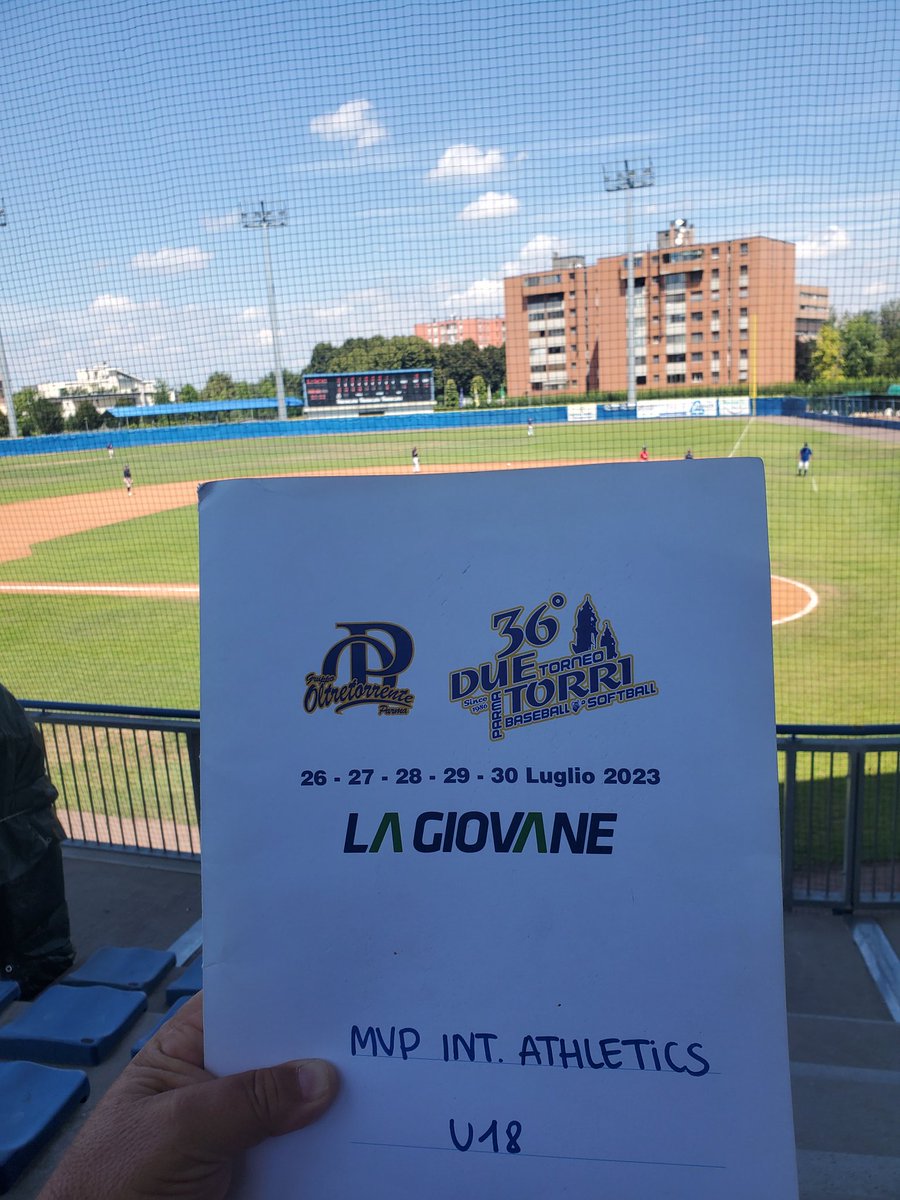 Gruppo
Oltretorrente
Parma
36°
TORNEO
DUE TORRI
Since 1986
PARMA
BASEBALL SOFTBALL
26 - 27 - 28 - 29 - 30 Luglio 2023
LA GIOVANE
MVP INT. ATHLETiCS
U18